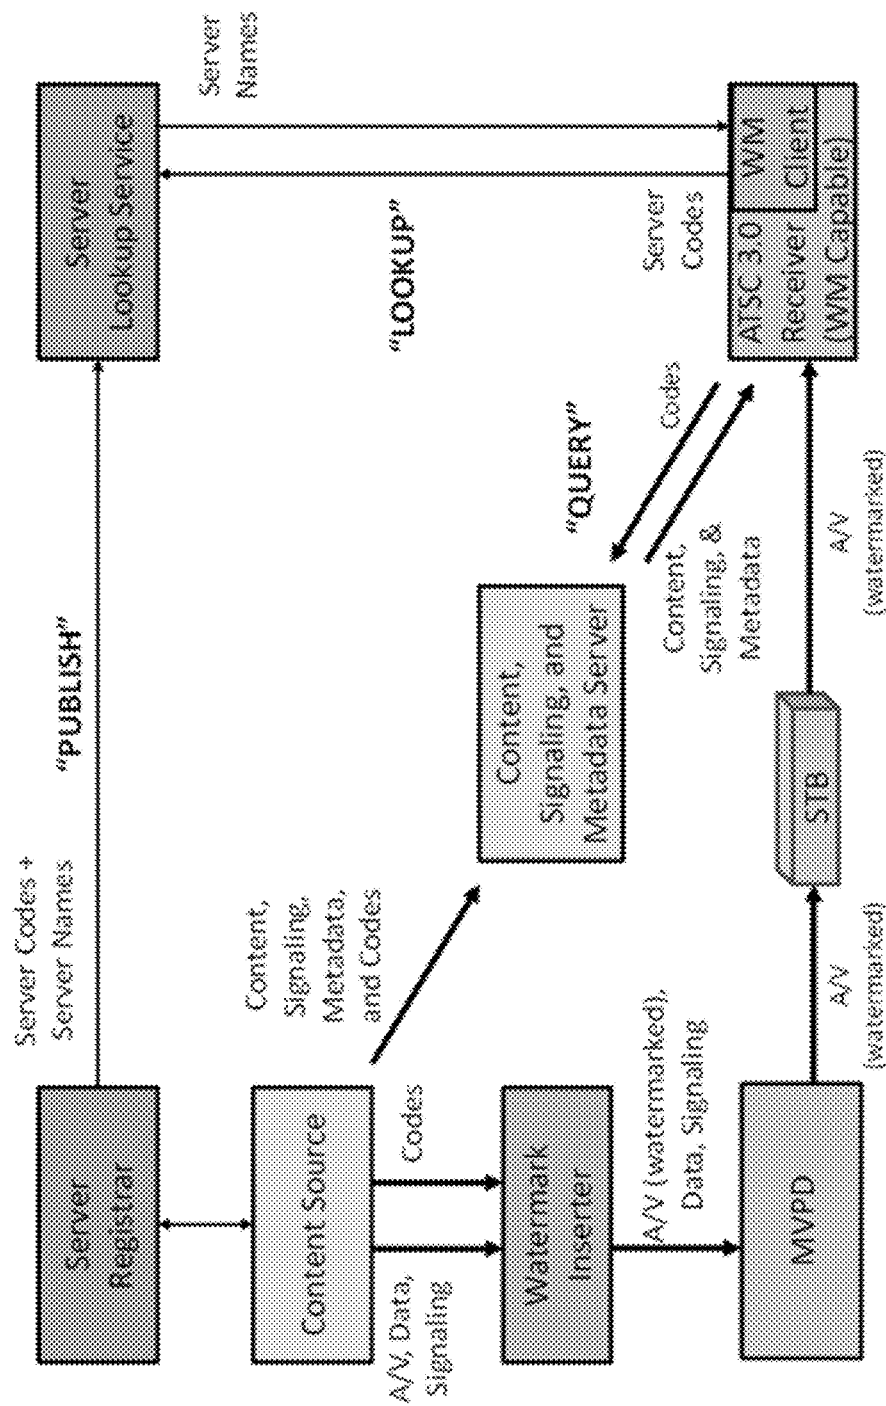 Server Codes +
Server Names
"PUBLISH"
Server
Registrar
Server
Lookup Service
Server
Names
"LOOKUP"
Content Source
Content,
Signaling,
Metadata,
and Codes
A/V, Data,
Signaling
Codes
Content,
Signaling, and
Metadata Server
"QUERY"
Codes
Content,
Signaling, &
Metadata
Server
Codes
Watermark
Inserter
A/V (watermarked),
Data, Signaling
ATSC 3.0
Receiver
(WM Capable)
WM
Client
MVPD
A/V
(watermarked)
STB
A/V
(watermarked)